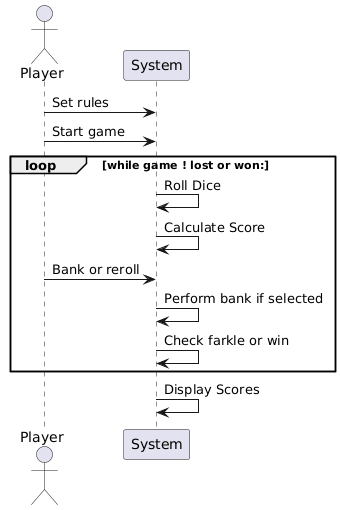 Player
System
Set rules
Start game
loop [while game ! lost or won:]
Roll Dice
Calculate Score
Bank or reroll
Perform bank if selected
Check farkle or win
Display Scores
Player
System